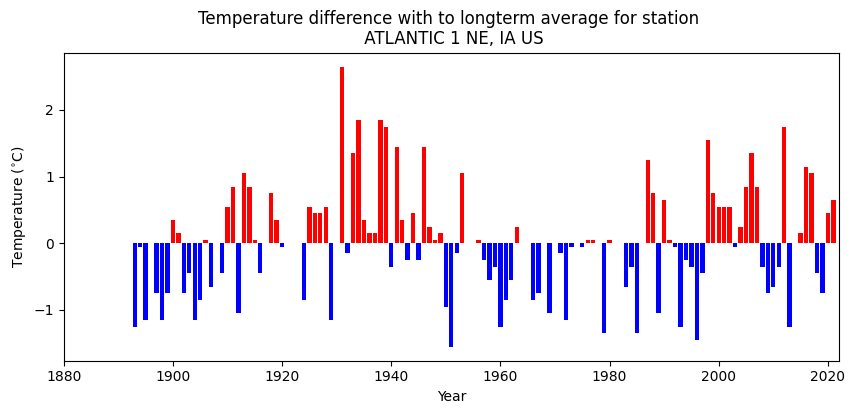 Temperature difference with to longterm average for station
ATLANTIC 1 NE, IA US
Temperature (°C)
2
1
0
−1
1880 1900 1920 1940 1960 1980 2000 2020
Year